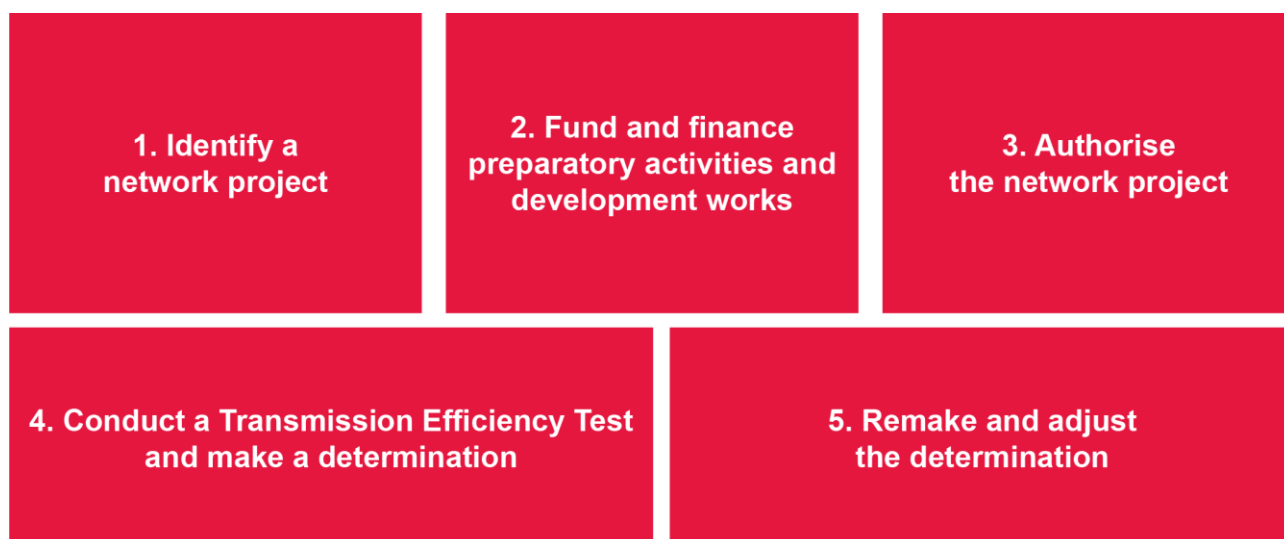 1. Identify a
network project
2. Fund and finance
preparatory activities and
development works
3. Authorise
the network project
4. Conduct a Transmission Efficiency Test
and make a determination
5. Remake and adjust
the determination